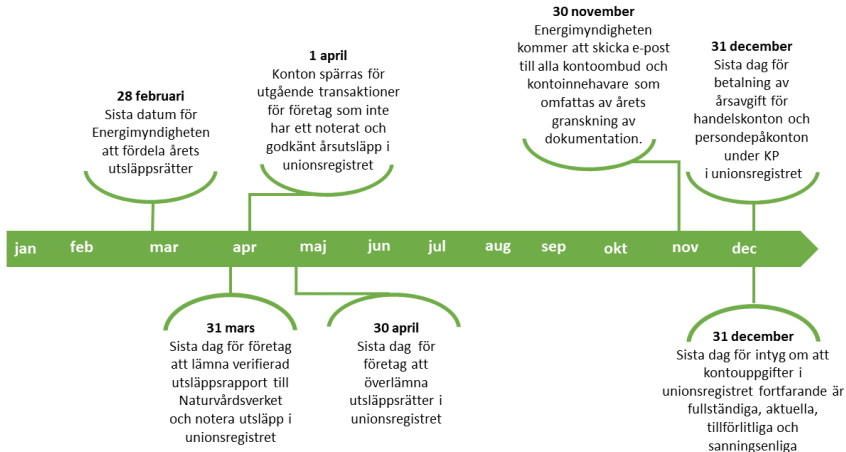 28 februari
Sista datum för
Energimyndigheten
att fördela årets
utsläppsrätter
1 april
Konton spärras för
utgående transaktioner
för företag som inte
har ett noterat och
godkänt årsutsläpp i
unionsregistret
30 november
Energimyndigheten
kommer att skicka e-post
till alla kontoombud och
kontoinnehavare som
omfattas av årets
granskning av
dokumentation.
31 december
Sista dag för
betalning av
årsavgift för
handelskonton och
persondepåkonton
under KP
i unionsregistret
jan feb mar apr maj jun jul aug sep okt nov dec
31 mars
Sista dag för företag
att lämna verifierad
utsläppsrapport till
Naturvårdsverket
och notera utsläpp i
unionsregistret
30 april
Sista dag för
företag att
överlämna
utsläppsrätter i
unionsregistret
31 december
Sista dag för intyg om att
kontouppgifter i
unionsregistret fortfarande är
fullständiga, aktuella,
tillförlitliga och
sanningsenliga